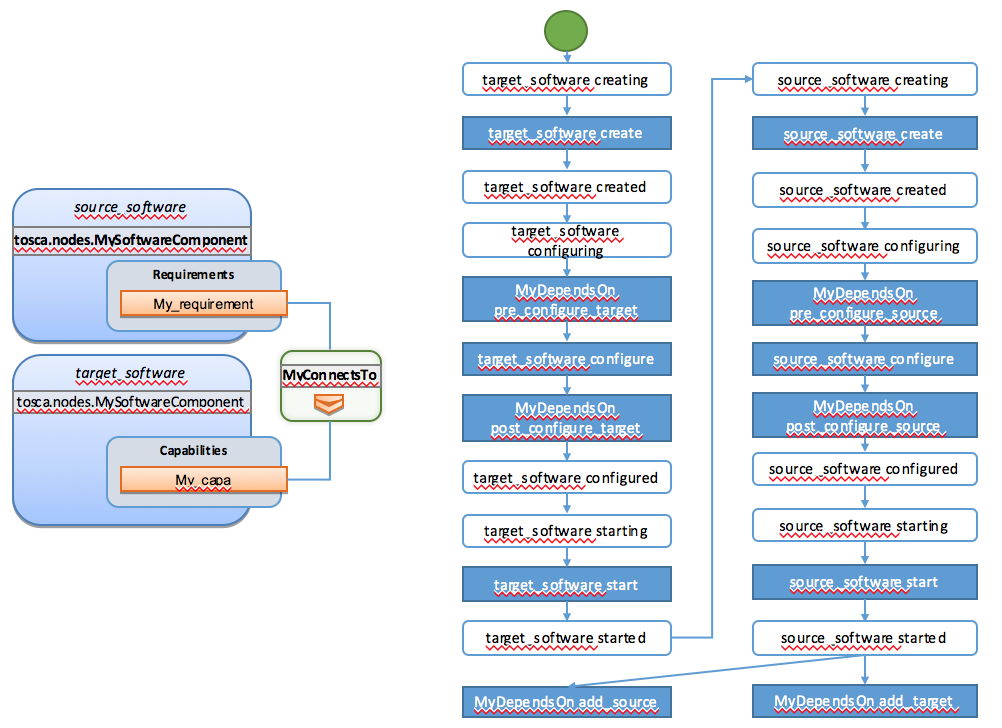 source_software
tosca.nodes.MySoftwareComponent
Requirements
My_requirement
target_software
tosca.nodes.MySoftwareComponent
Capabilities
My_capa
MyConnectsTo
target_software creating
target_software create
target_software created
target_software
configuring
MyDependsOn
pre_configure_target
target_software configure
MyDependsOn
post_configure_target
target_software configured
target_software starting
target_software start
target_software started
MyDependsOn add_source
source_software creating
source_software create
source_software created
source_software configuring
MyDependsOn
pre_configure_source
source_software configure
MyDependsOn
post_configure_source
source_software configured
source_software starting
source_software start
source_software started
MyDependsOn add_target